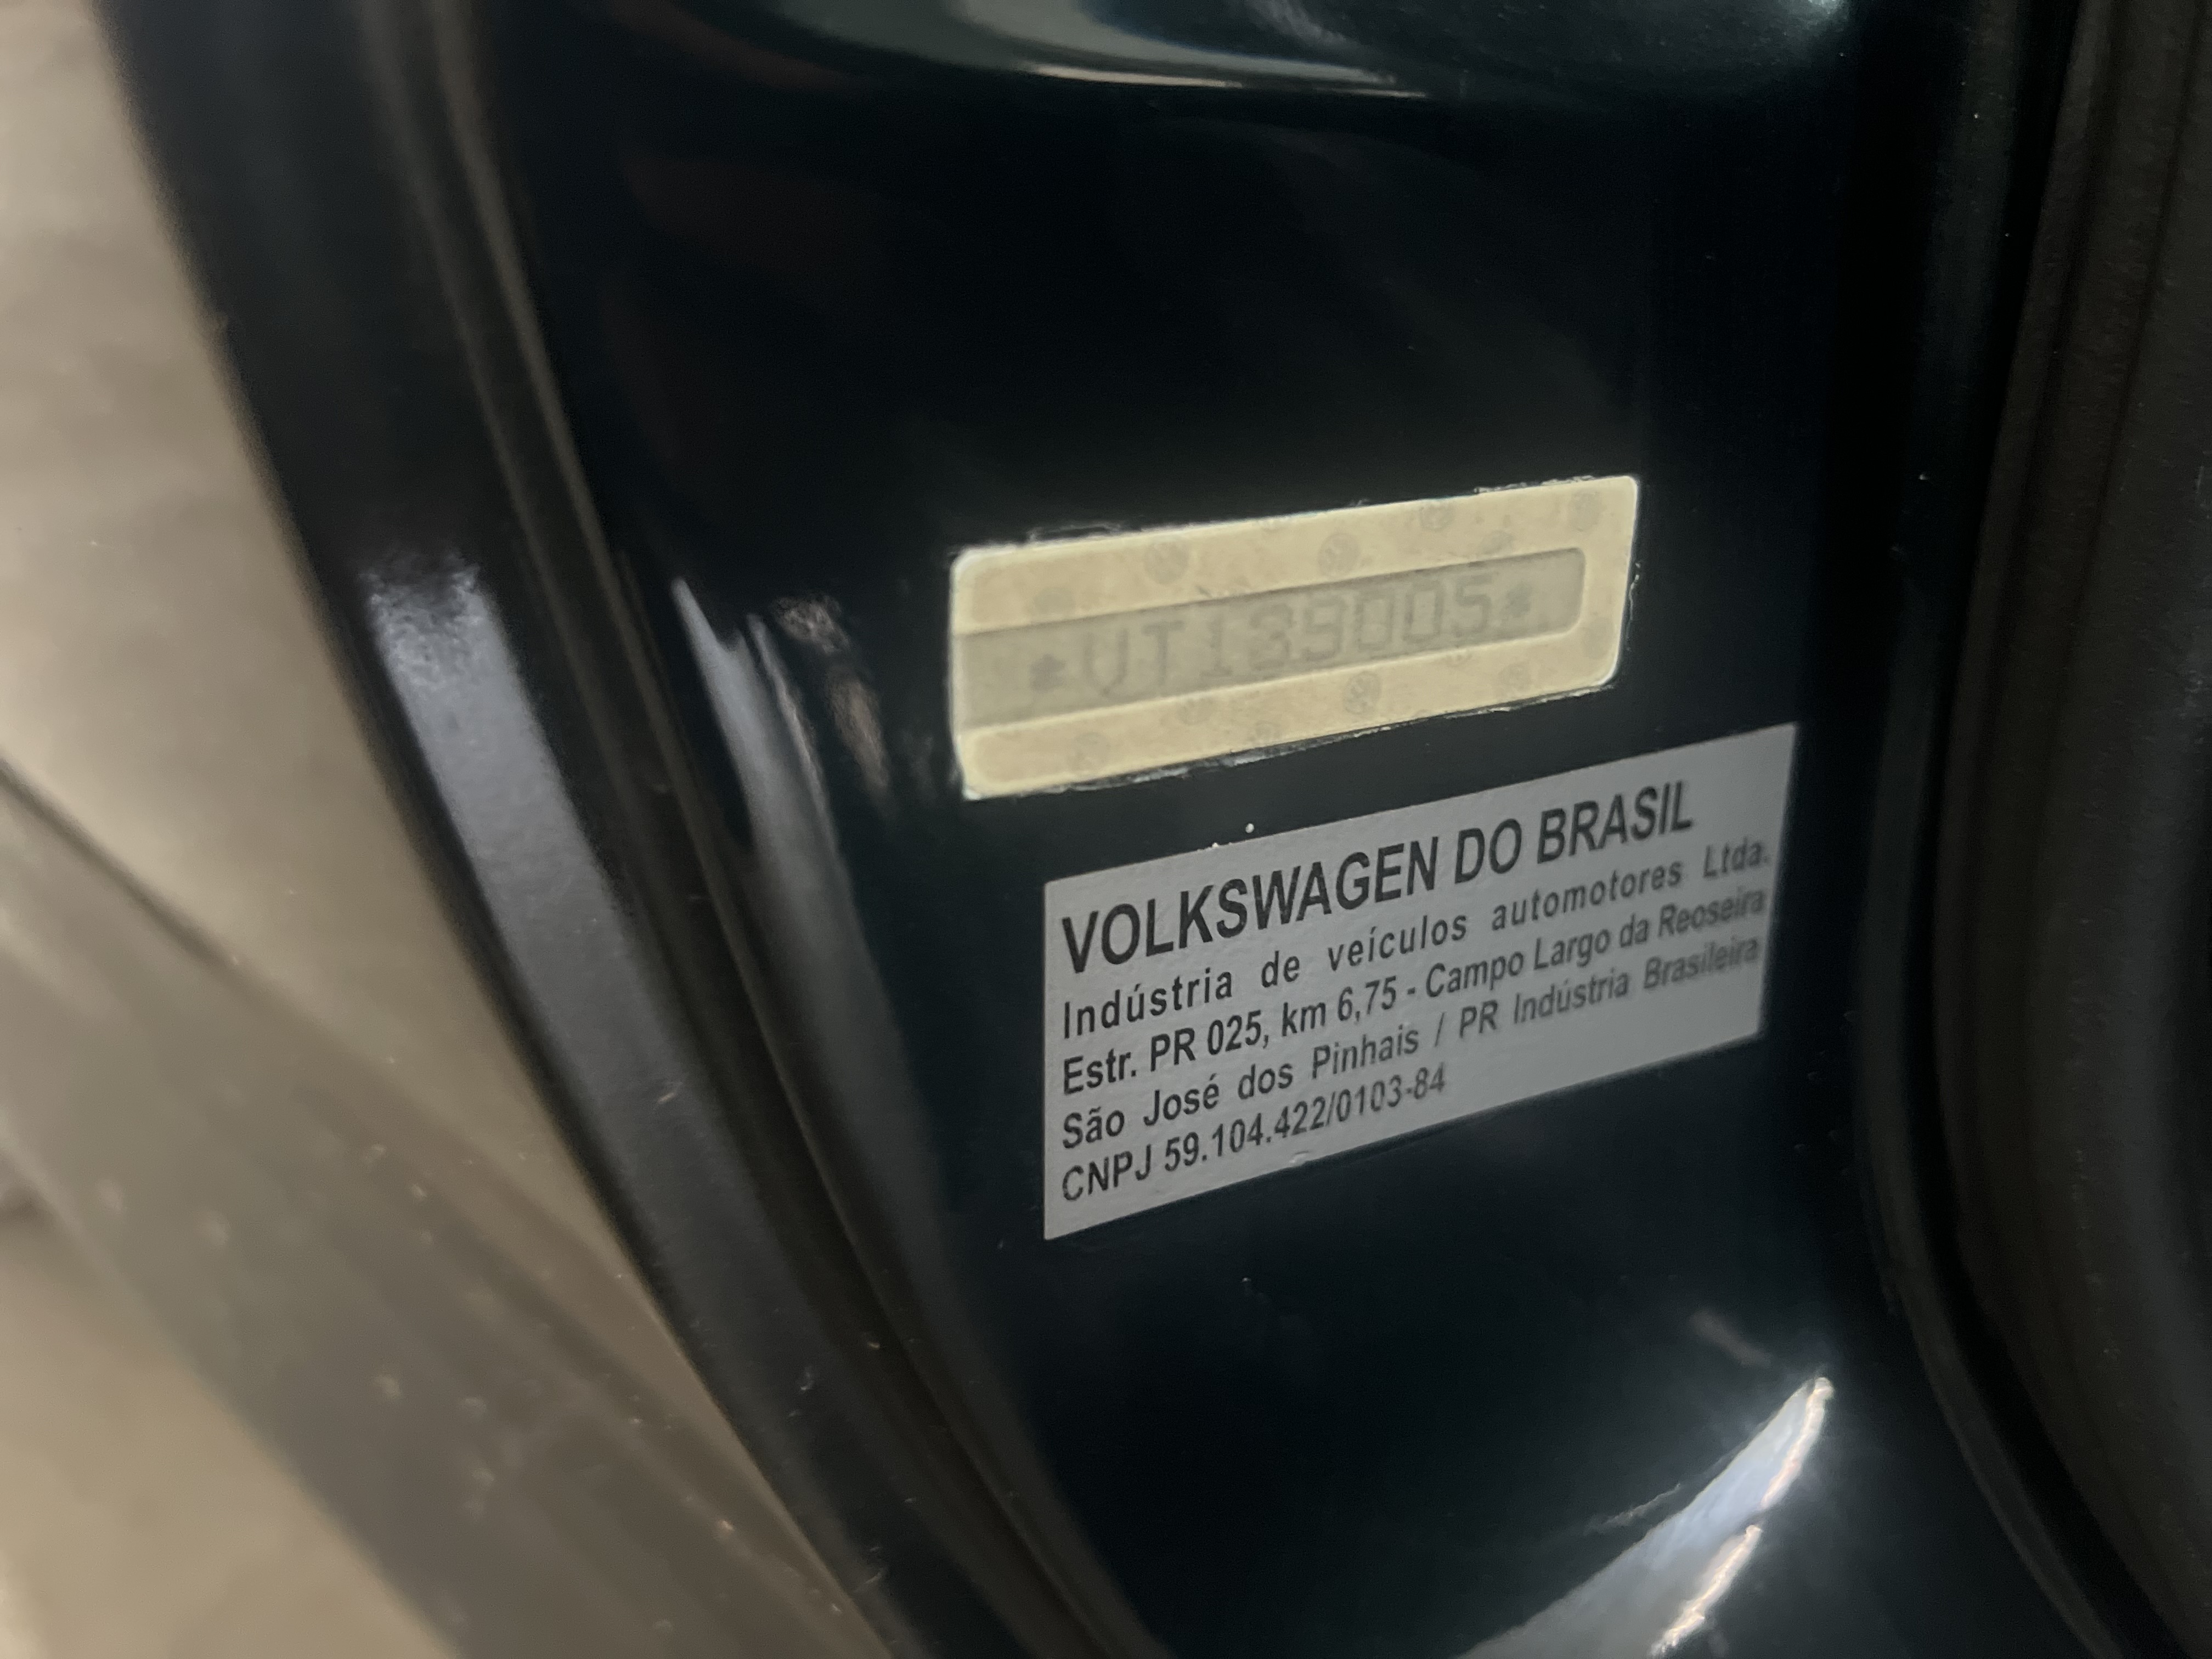 *VT139005*
VOLKSWAGEN DO BRASIL
Indústria de veículos automotores Ltda.
Estr. PR 025, km 6,75 - Campo Largo da Reoseira
São José dos Pinhais / PR Indústria Brasileira
CNPJ 59.104.422/0103-84